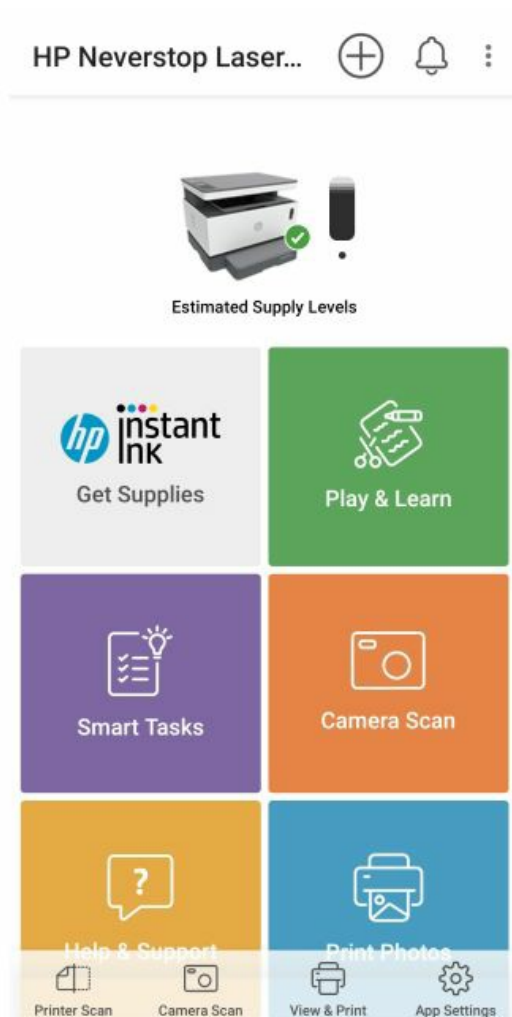 HP Neverstop Laser...
Estimated Supply Levels
hp instant
ink
Get Supplies
Play & Learn
Smart Tasks
Camera Scan
?
Help & Support
Print Photos
Printer Scan
Camera Scan
View & Print
App Settings